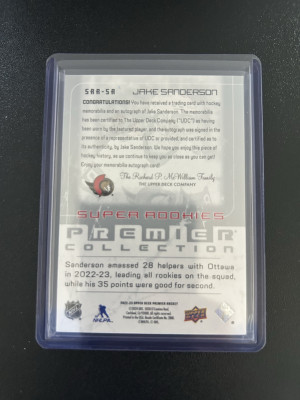 SRA-SA JAKE SANDERSON
CONGRATULATIONS! You have received a trading card with hockey
memorabilia and an autograph of Jake Sanderson. The memorabilia
has been certified to The Upper Deck Company ("UDC") as having
been worn by the featured player, and the autograph was signed in the
presence of a representative of UDC or provided and certified as to
its authenticity, by Jake Sanderson. We hope you enjoy this piece of
hockey history, as we continue to keep you as close as you can get!
Enjoy your memorabilia autograph card!
The Richard P. McWilliam Family
THE UPPER DECK COMPANY
SUPER ROOKIES
PREMIER
COLLECTION
Sanderson amassed 28 helpers with Ottawa
in 2022-23, leading all rookies on the squad,
while his 35 points were good for second.
NHL
NHLPA
UPPER DECK